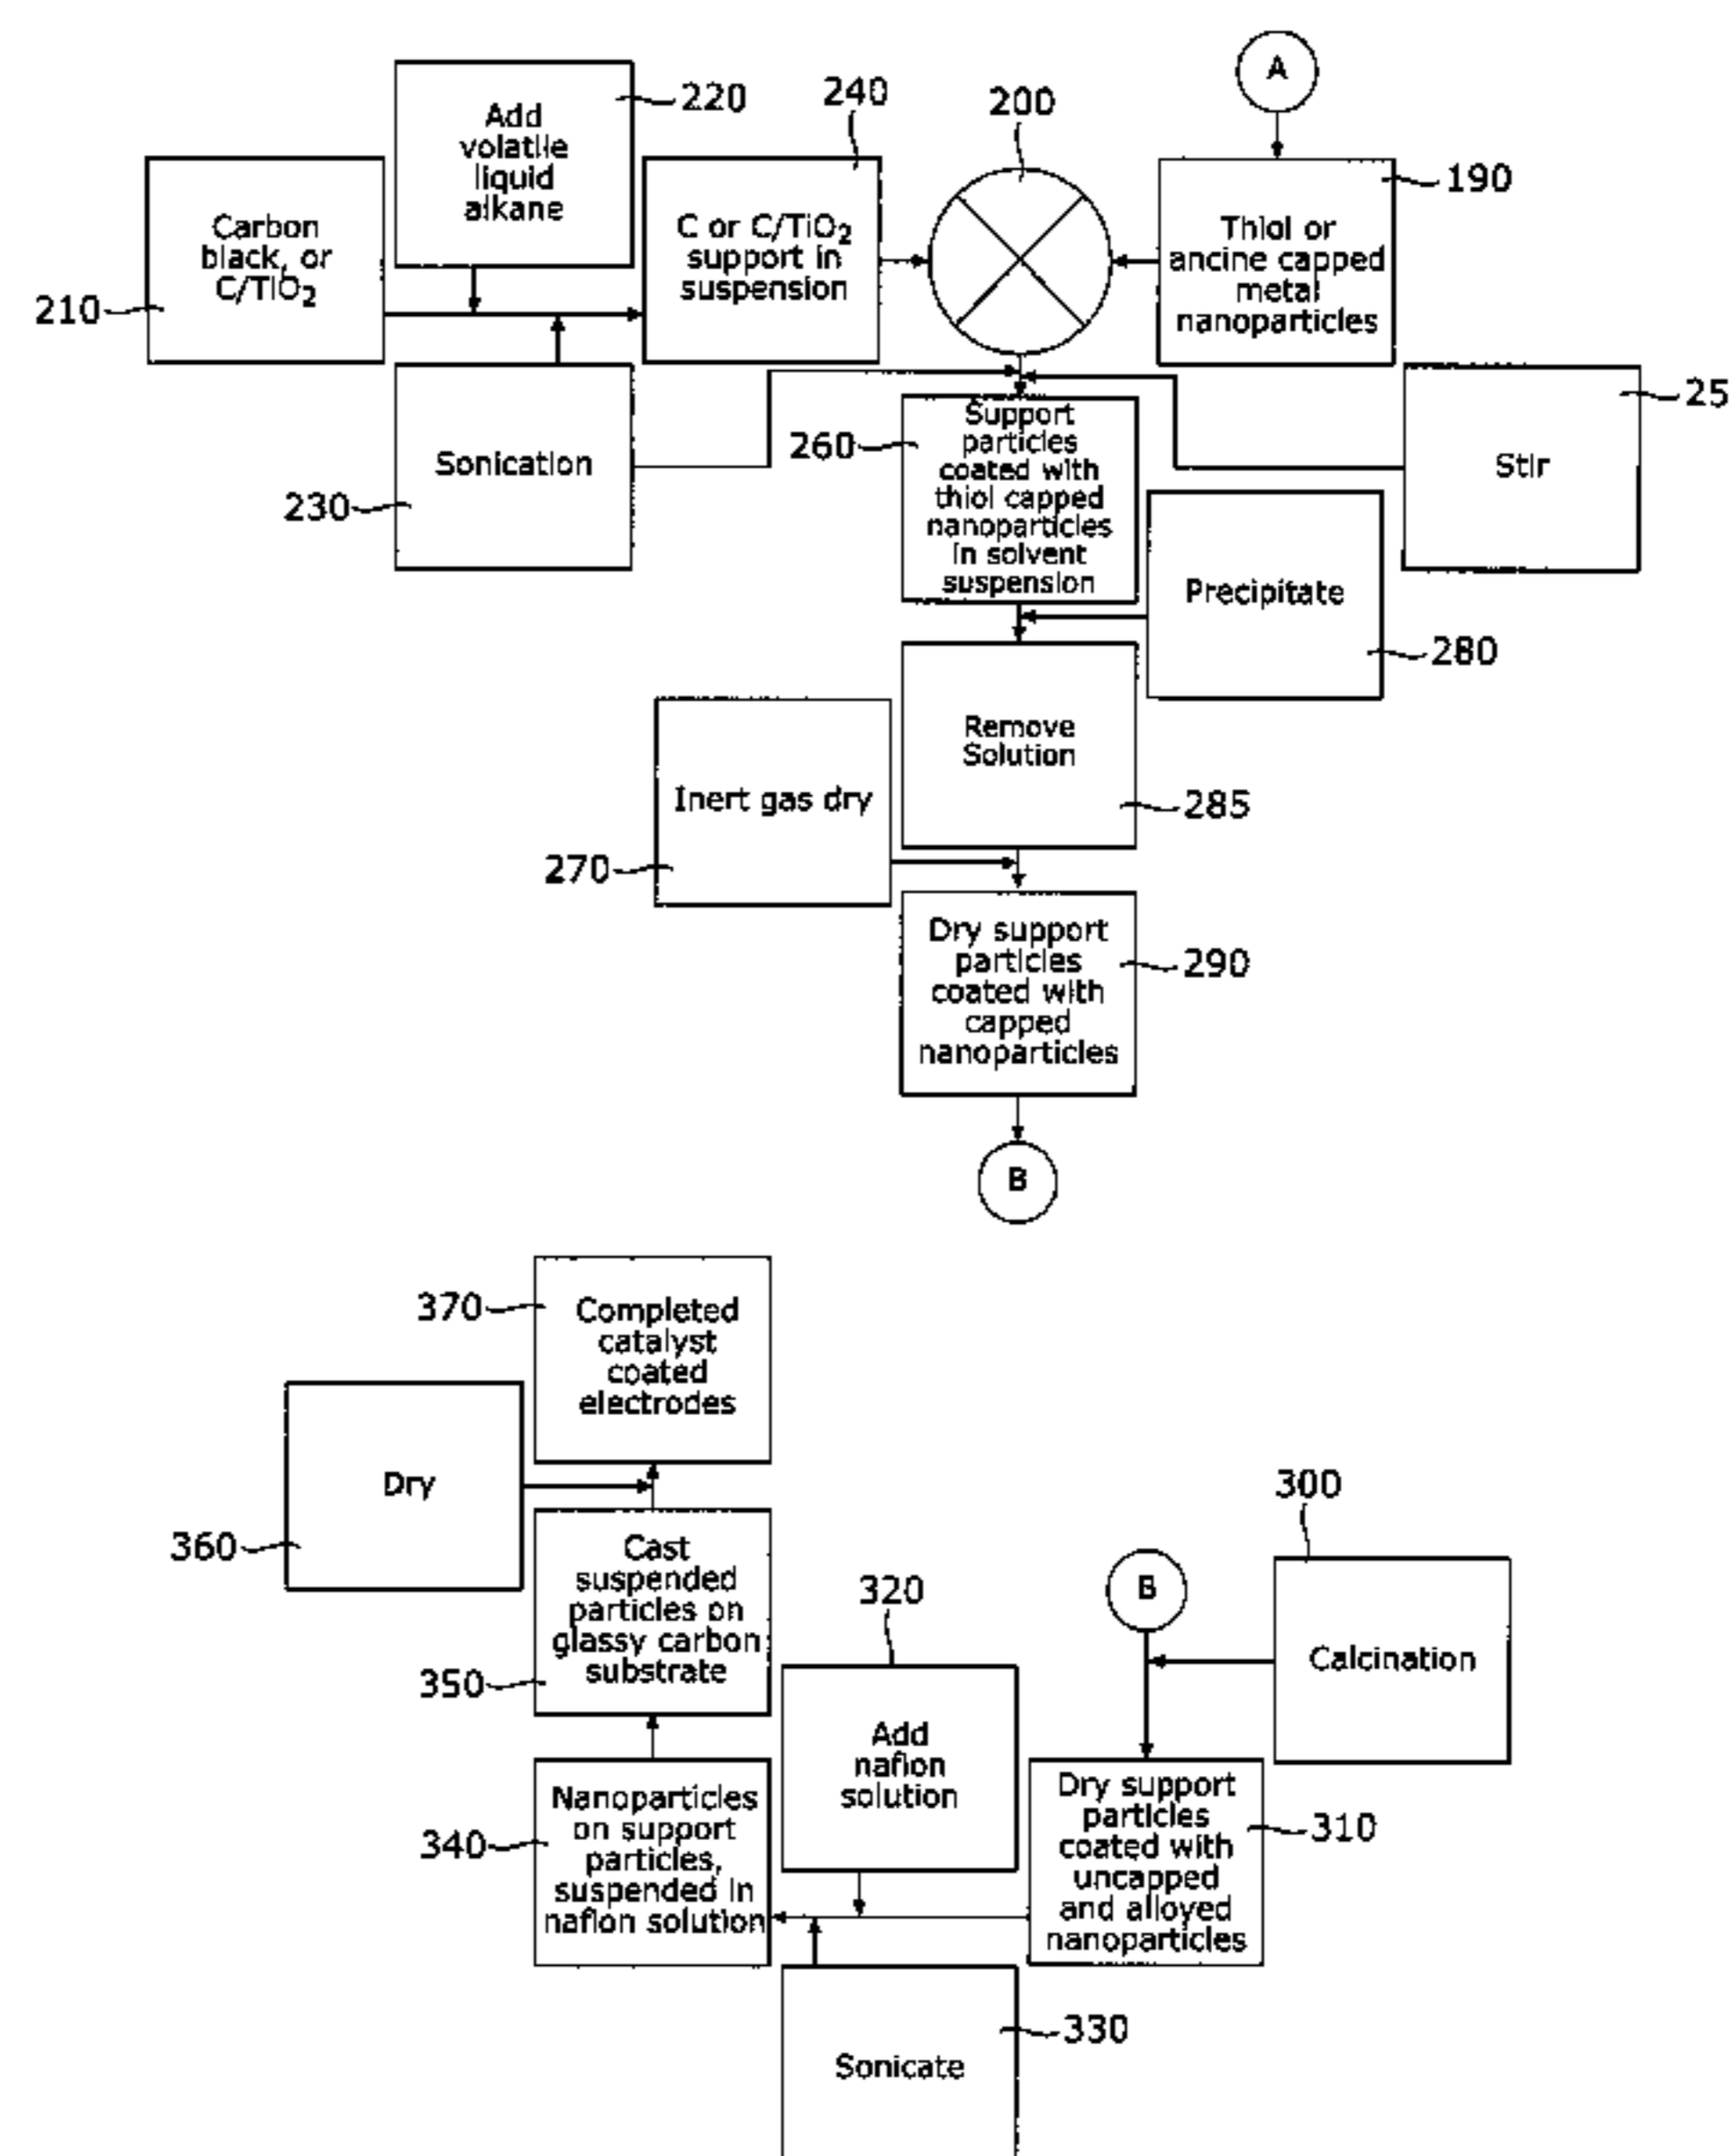 A
220
Add
volatile
liquid
alkane
240
200
190
Carbon
black, or
C/TiO2
210
C or C/TiO2
support in
suspension
Thiol or
ancine capped
metal
nanoparticles
25
Stir
Sonication
230
260
Support
particles
coated with
thiol capped
nanoparticles
in solvent
suspension
Precipitate
280
Remove
Solution
285
Inert gas dry
270
Dry support
particles
coated with
capped
nanoparticles
290
B
370
Completed
catalyst
coated
electrodes
Dry
360
Cast
suspended
particles on
glassy carbon
substrate
350
300
B
Calcination
320
Add
nafion
solution
Nanoparticles
on support
particles,
suspended in
nafion solution
340
Dry support
particles
coated with
uncapped
and alloyed
nanoparticles
310
330
Sonicate